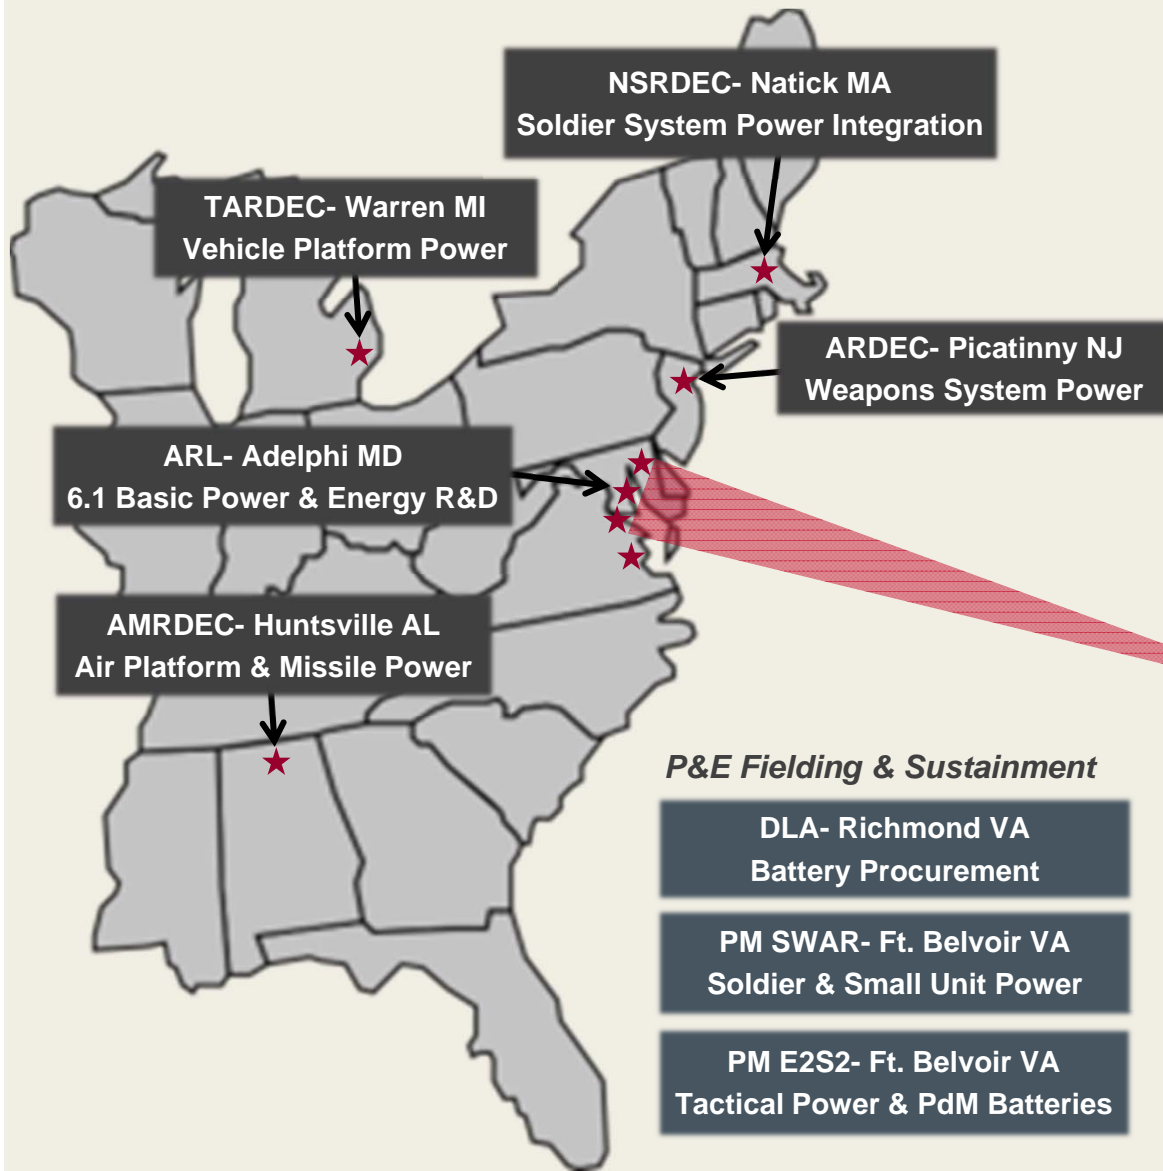 NSRDEC- Natick MA
Soldier System Power Integration
TARDEC- Warren MI
Vehicle Platform Power
ARDEC- Picatinny NJ
Weapons System Power
ARL- Adelphi MD
6.1 Basic Power & Energy R&D
AMRDEC- Huntsville AL
Air Platform & Missile Power
P&E Fielding & Sustainment
DLA- Richmond VA
Battery Procurement
PM SWAR- Ft. Belvoir VA
Soldier & Small Unit Power
PM E2S2- Ft. Belvoir VA
Tactical Power & PdM Batteries